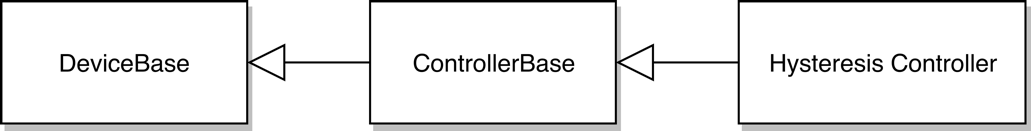 DeviceBase
ControllerBase
Hysteresis Controller